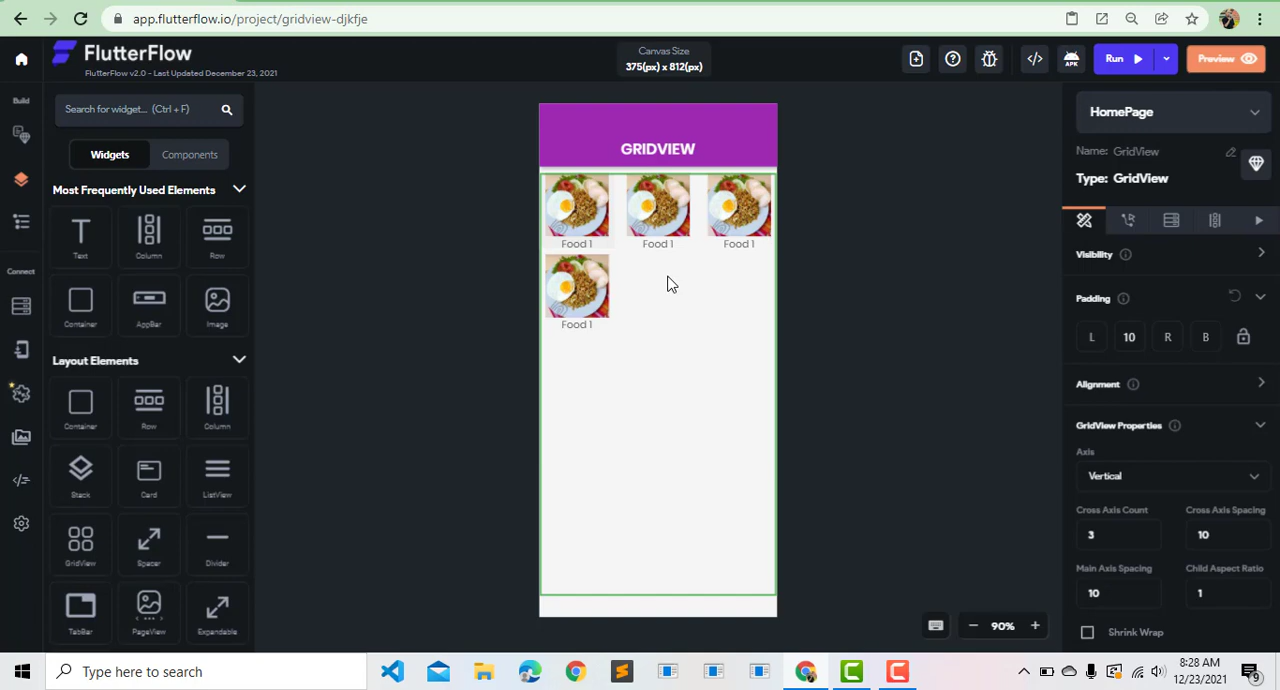 app.flutterflow.io/project/gridview-djkfje
FlutterFlow
FlutterFlow v2.0 - Last Updated December 23, 2021
Canvas Size
375(px) x 812(px)
APK
Run
Preview
Build
Search for widget... (Ctrl + F)
Widgets
Components
Most Frequently Used Elements
Text
Column
Row
Connect
Container
AppBar
Image
Layout Elements
Container
Row
Column
Stack
Card
ListView
GridView
Spacer
Divider
TabBar
PageView
Expandable
GRIDVIEW
Food 1
Food 1
Food 1
Food 1
90%
HomePage
Name: GridView
Type: GridView
Visibility
Padding
L
10
R
B
Alignment
GridView Properties
Axis
Vertical
Cross Axis Count
Cross Axis Spacing
3
10
Main Axis Spacing
Child Aspect Ratio
10
1
Shrink Wrap
Type here to search
8:28 AM
12/23/2021
9